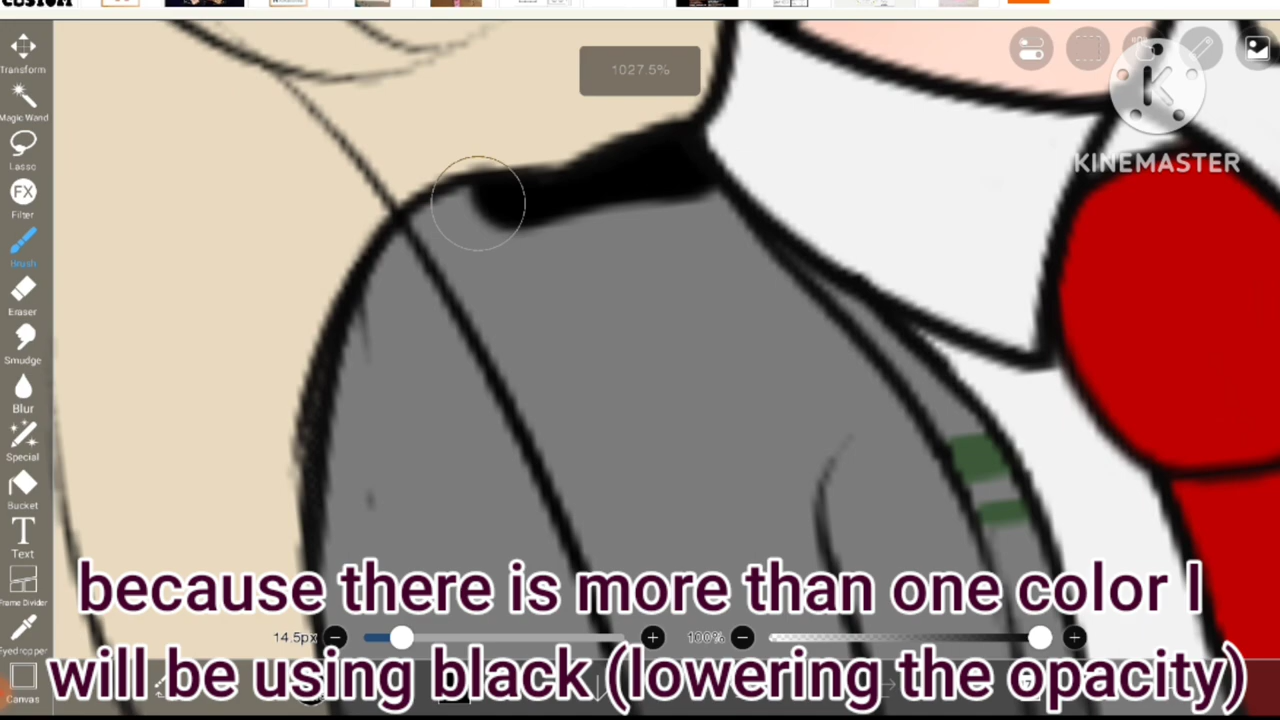 CUSTOM
1027.5%
KINEMASTER
Transform
Magic Wand
Lasso
FX
Filter
Brush
Eraser
Smudge
Blur
Special
Bucket
T
Text
Frame Divider
Eyedropper
Canvas
14.5px
100%
because there is more than one color I
will be using black (lowering the opacity)